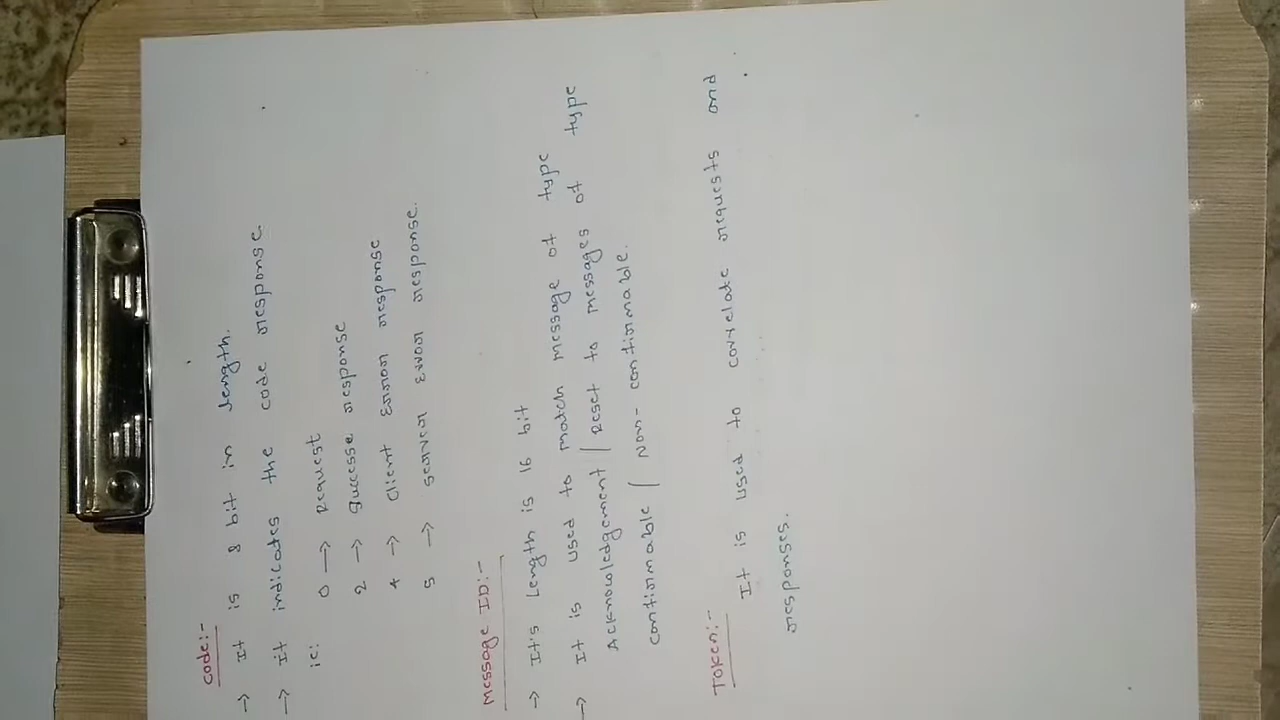 Code:-
→ It is 8 bit in length.
→ it indicates the code response
ie: 0 → Request
2 → Successe response
4 → Client Error response
5 → server Error response.
Message ID:-
→ It's Length is 16 bit
→ It is used to match message of type
Acknowledgement / Reset to messages of type
confirmable / Non-confirmable.
Token:-
It is used to correlate requests and
responses.